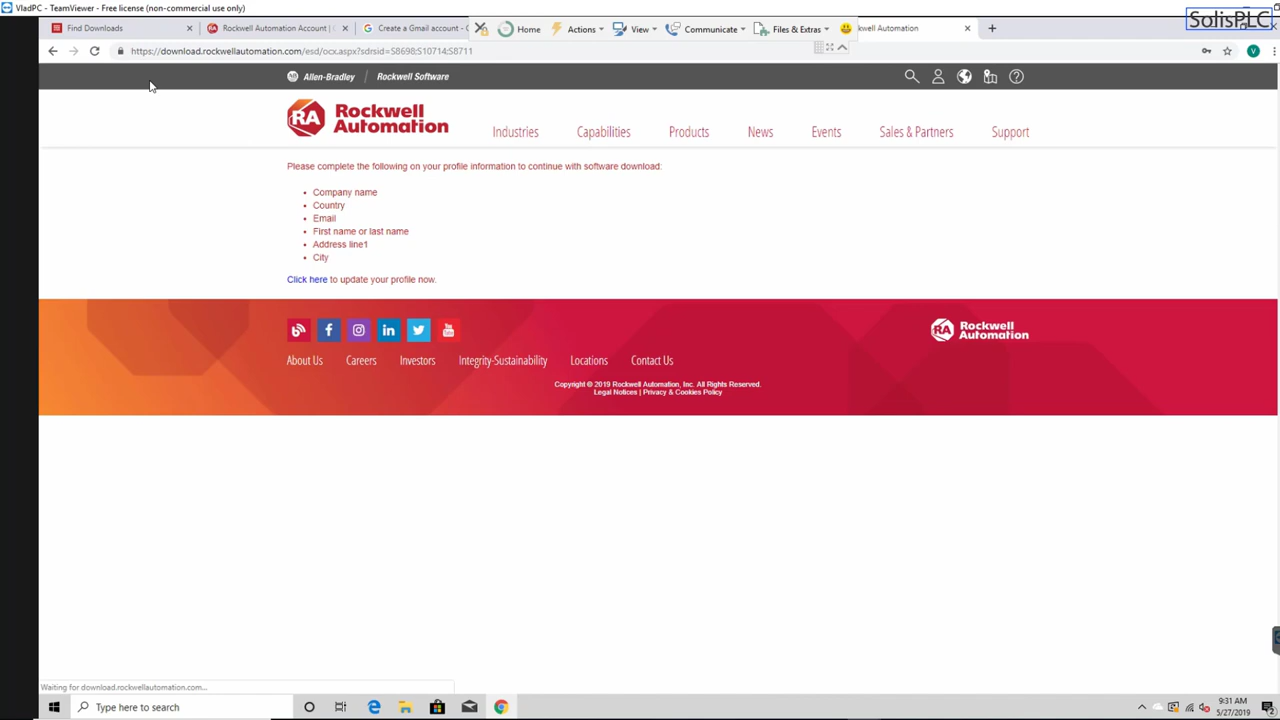 VladPC - TeamViewer - Free license (non-commercial use only)
SolisPLC
Find Downloads
Rockwell Automation Account |
Create a Gmail account -
Home
Actions
View
Communicate
Files & Extras
kwell Automation
https://download.rockwellautomation.com/esd/ocx.aspx?sdrsid=S8698;S10714;S8711
V
AB Allen-Bradley
Rockwell Software
RA Rockwell Automation
Industries
Capabilities
Products
News
Events
Sales & Partners
Support
Please complete the following on your profile information to continue with software download:
• Company name
• Country
• Email
• First name or last name
• Address line1
• City
Click here to update your profile now.
RA Rockwell Automation
About Us
Careers
Investors
Integrity-Sustainability
Locations
Contact Us
Copyright © 2019 Rockwell Automation, Inc. All Rights Reserved.
Legal Notices | Privacy & Cookies Policy
Waiting for download.rockwellautomation.com...
Type here to search
9:31 AM
5/27/2019